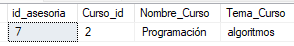 id_asesoria Curso_id Nombre_Curso Tema_Curso
7 2 Programación algoritmos